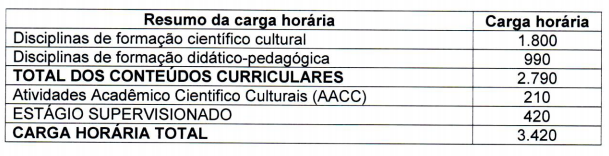 Resumo da carga horária Carga horária
Disciplinas de formação científico cultural 1.800
Disciplinas de formação didático-pedagógica 990
TOTAL DOS CONTEÚDOS CURRICULARES 2.790
Atividades Acadêmico Cientifico Culturais (AACC) 210
ESTÁGIO SUPERVISIONADO 420
CARGA HORÁRIA TOTAL 3.420